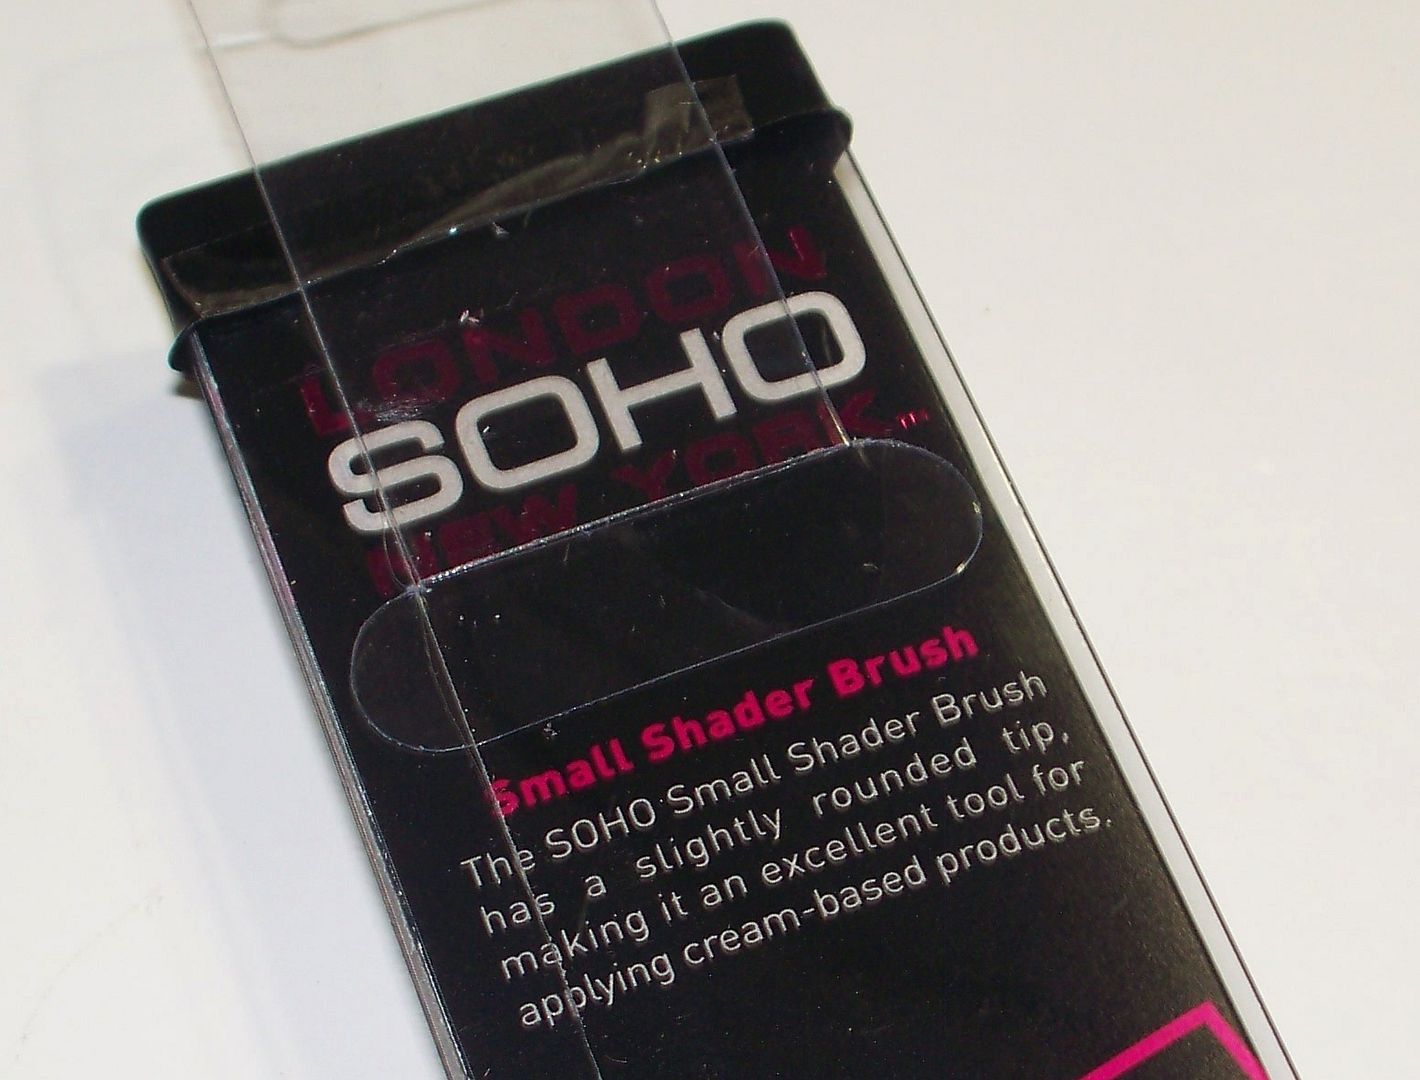 LONDON
SOHO
NEW YORK™
Small Shader Brush
The SOHO Small Shader Brush
has a slightly rounded tip,
making it an excellent tool for
applying cream-based products.